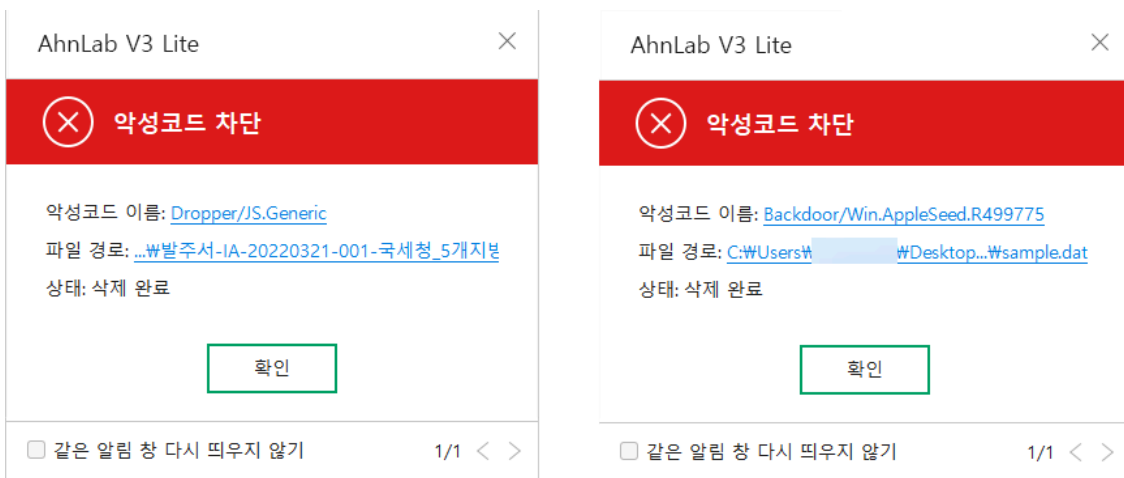 AhnLab V3 Lite
악성코드 차단
악성코드 이름: Dropper/JS.Generic
파일 경로: ...₩발주서-IA-20220321-001-국세청_5개지방
상태: 삭제 완료
확인
같은 알림 창 다시 띄우지 않기
1/1
AhnLab V3 Lite
악성코드 차단
악성코드 이름: Backdoor/Win.AppleSeed.R499775
파일 경로: C:₩Users₩ ₩Desktop...₩sample.dat
상태: 삭제 완료
확인
같은 알림 창 다시 띄우지 않기
1/1